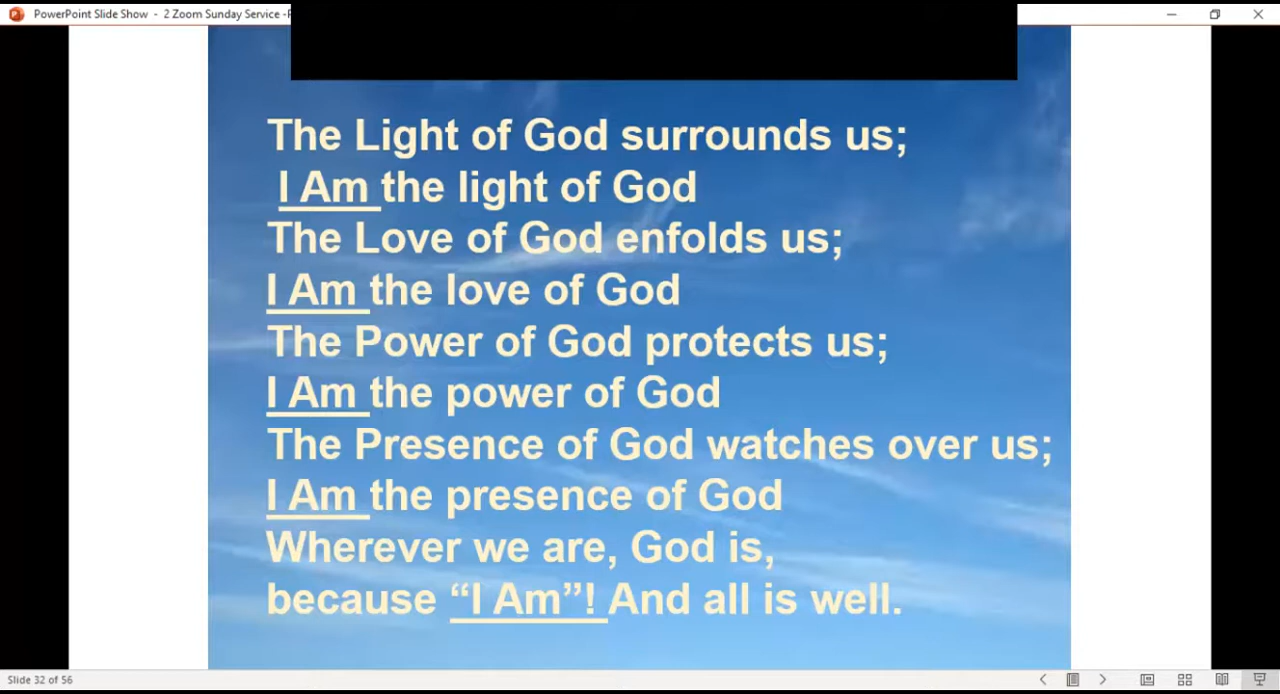 PowerPoint Slide Show - 2 Zoom Sunday Service -
The Light of God surrounds us;
I Am the light of God
The Love of God enfolds us;
I Am the love of God
The Power of God protects us;
I Am the power of God
The Presence of God watches over us;
I Am the presence of God
Wherever we are, God is,
because “I Am”! And all is well.
Slide 32 of 56